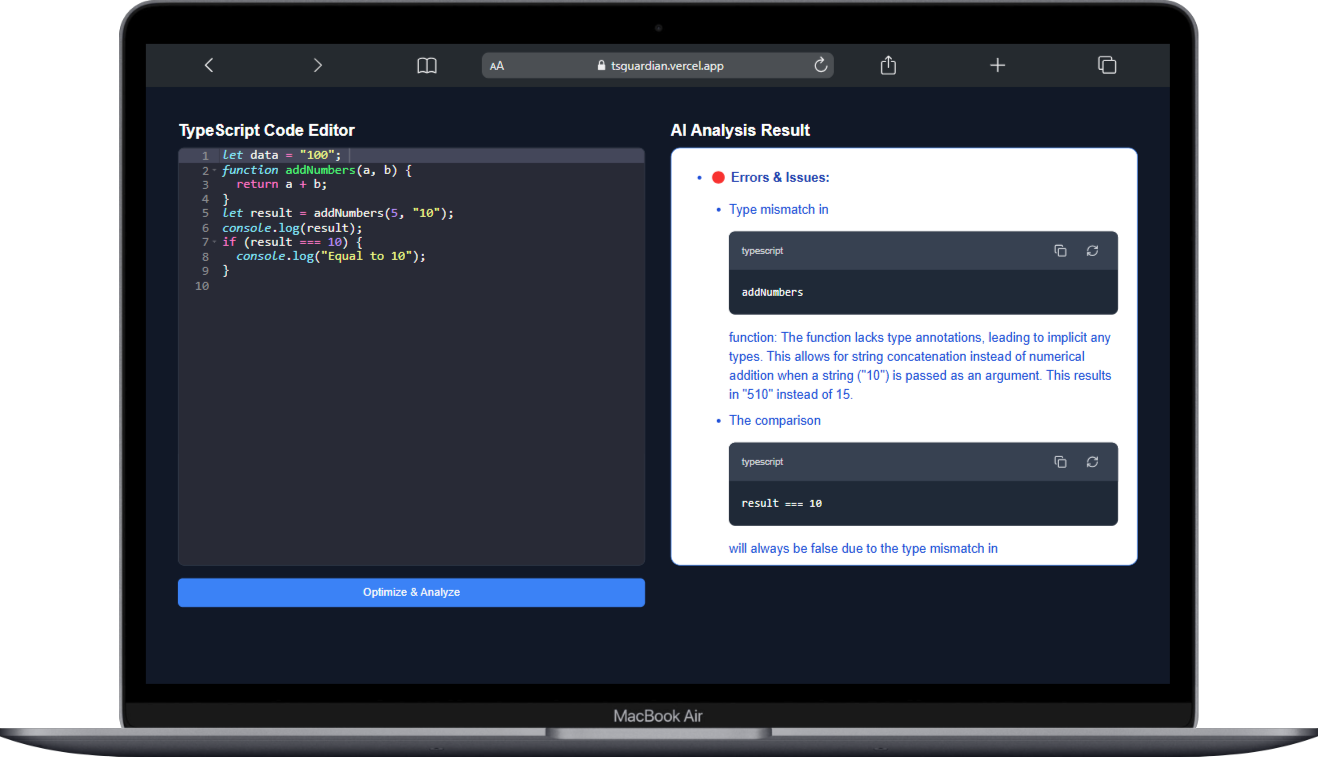 AA tsguardian.vercel.app
TypeScript Code Editor
1 let data = "100";
2 function addNumbers(a, b) {
3   return a + b;
4 }
5 let result = addNumbers(5, "10");
6 console.log(result);
7 if (result === 10) {
8   console.log("Equal to 10");
9 }
10
Optimize & Analyze
AI Analysis Result
• Errors & Issues:
• Type mismatch in
typescript
addNumbers
function: The function lacks type annotations, leading to implicit any
types. This allows for string concatenation instead of numerical
addition when a string ("10") is passed as an argument. This results
in "510" instead of 15.
• The comparison
typescript
result === 10
will always be false due to the type mismatch in
MacBook Air